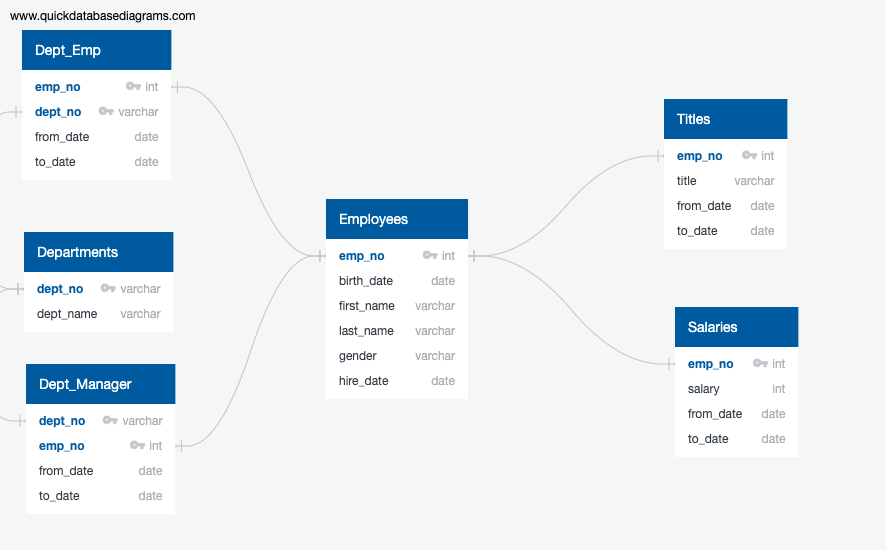 www.quickdatabasediagrams.com
Dept_Emp
emp_no int
dept_no varchar
from_date date
to_date date
Departments
dept_no varchar
dept_name varchar
Dept_Manager
dept_no varchar
emp_no int
from_date date
to_date date
Employees
emp_no int
birth_date date
first_name varchar
last_name varchar
gender varchar
hire_date date
Titles
emp_no int
title varchar
from_date date
to_date date
Salaries
emp_no int
salary int
from_date date
to_date date